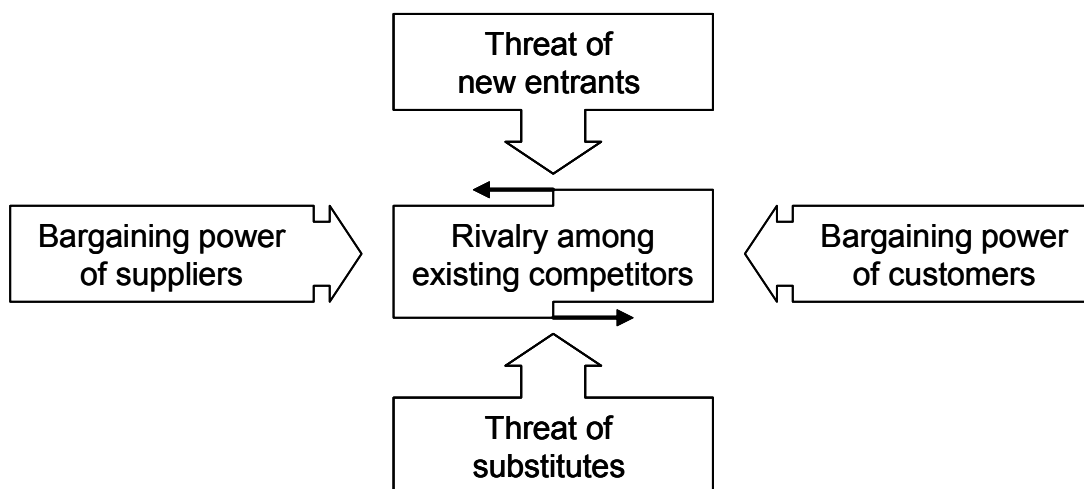 Threat of
new entrants
Bargaining power
of suppliers
Rivalry among
existing competitors
Bargaining power
of customers
Threat of
substitutes